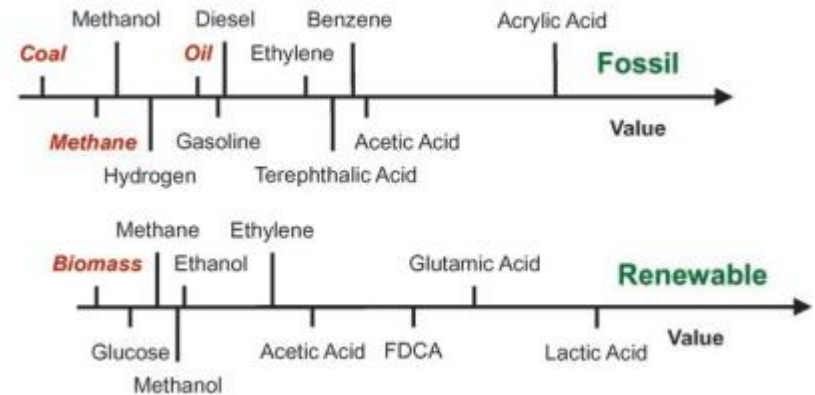 Methanol Diesel Benzene Acrylic Acid
Coal Oil Ethylene Fossil
Methane Gasoline Acetic Acid Value
Hydrogen Terephthalic Acid
Methane Ethylene
Biomass Ethanol Glutamic Acid Renewable
Glucose Acetic Acid FDCA Lactic Acid Value
Methanol